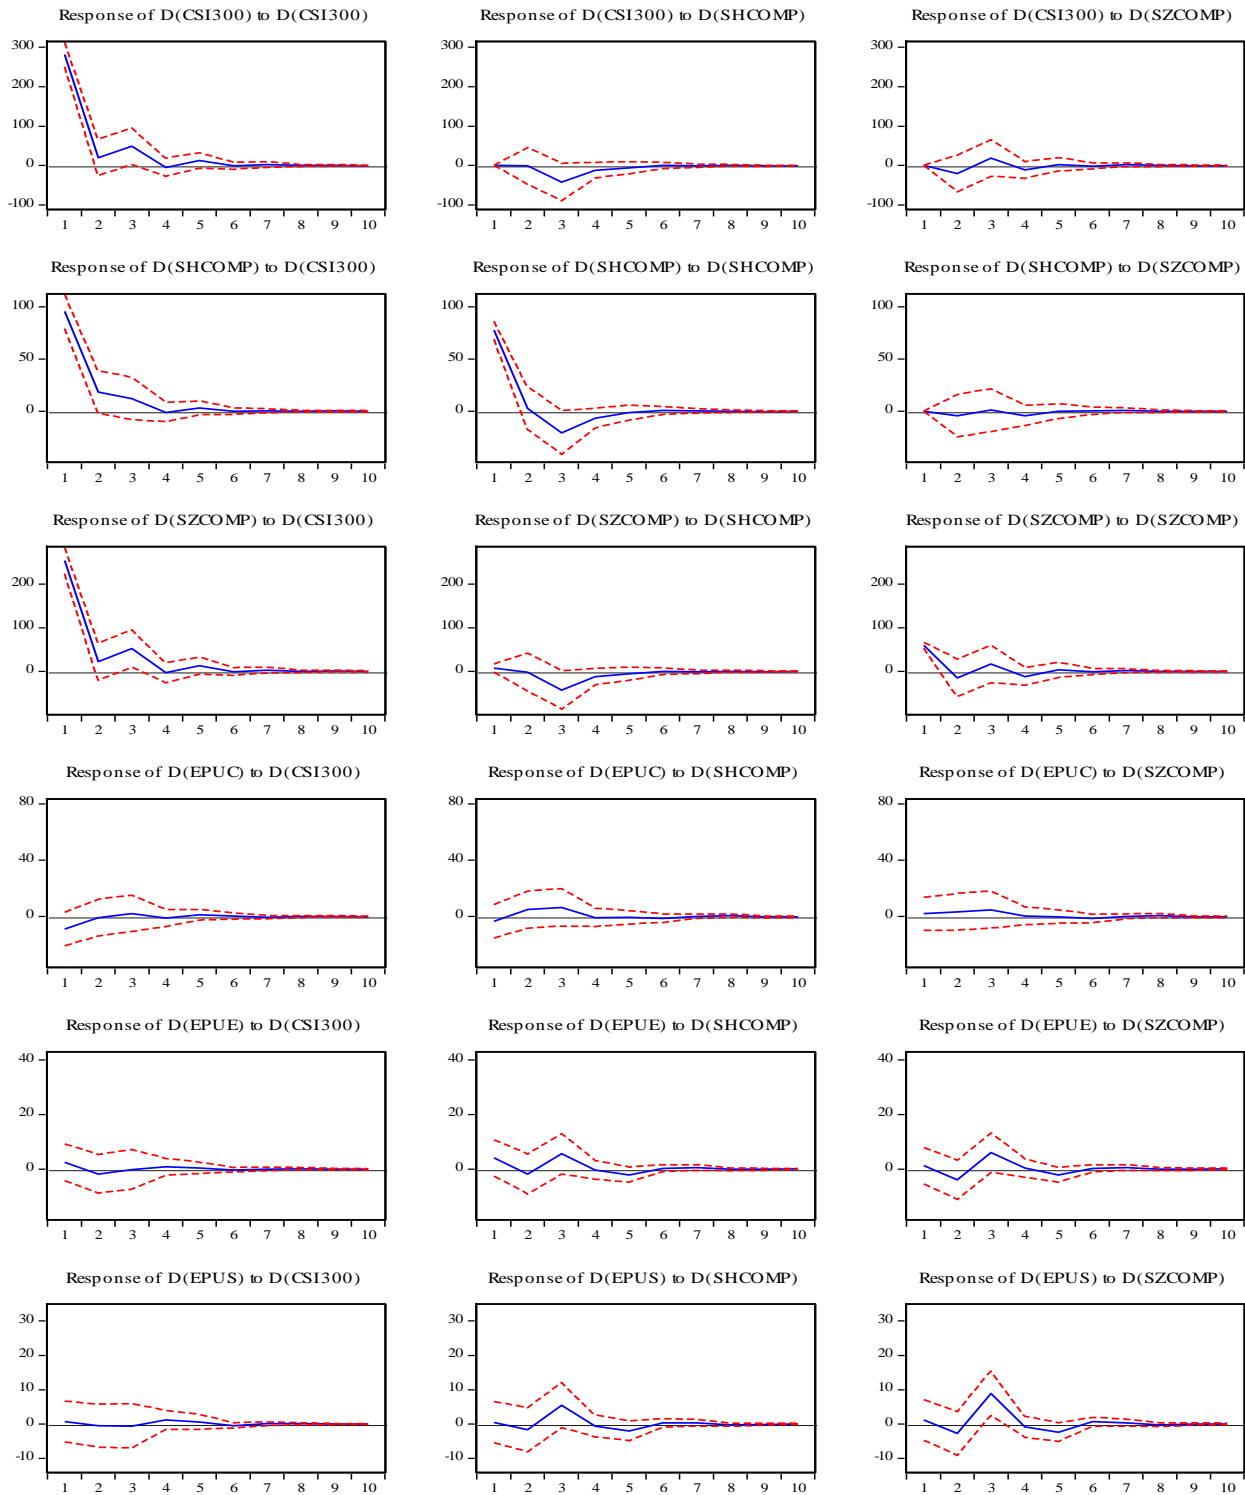 Response of D(CSI300) to D(CSI300)
300
200
100
0
-100
1 2 3 4 5 6 7 8 9 10
Response of D(CSI300) to D(SHCOMP)
300
200
100
0
-100
1 2 3 4 5 6 7 8 9 10
Response of D(CSI300) to D(SZCOMP)
300
200
100
0
-100
1 2 3 4 5 6 7 8 9 10
Response of D(SHCOMP) to D(CSI300)
100
50
0
1 2 3 4 5 6 7 8 9 10
Response of D(SHCOMP) to D(SHCOMP)
100
50
0
1 2 3 4 5 6 7 8 9 10
Response of D(SHCOMP) to D(SZCOMP)
100
50
0
1 2 3 4 5 6 7 8 9 10
Response of D(SZCOMP) to D(CSI300)
200
100
0
1 2 3 4 5 6 7 8 9 10
Response of D(SZCOMP) to D(SHCOMP)
200
100
0
1 2 3 4 5 6 7 8 9 10
Response of D(SZCOMP) to D(SZCOMP)
200
100
0
1 2 3 4 5 6 7 8 9 10
Response of D(EPUC) to D(CSI300)
80
40
0
1 2 3 4 5 6 7 8 9 10
Response of D(EPUC) to D(SHCOMP)
80
40
0
1 2 3 4 5 6 7 8 9 10
Response of D(EPUC) to D(SZCOMP)
80
40
0
1 2 3 4 5 6 7 8 9 10
Response of D(EPUE) to D(CSI300)
40
20
0
1 2 3 4 5 6 7 8 9 10
Response of D(EPUE) to D(SHCOMP)
40
20
0
1 2 3 4 5 6 7 8 9 10
Response of D(EPUE) to D(SZCOMP)
40
20
0
1 2 3 4 5 6 7 8 9 10
Response of D(EPUS) to D(CSI300)
30
20
10
0
-10
1 2 3 4 5 6 7 8 9 10
Response of D(EPUS) to D(SHCOMP)
30
20
10
0
-10
1 2 3 4 5 6 7 8 9 10
Response of D(EPUS) to D(SZCOMP)
30
20
10
0
-10
1 2 3 4 5 6 7 8 9 10